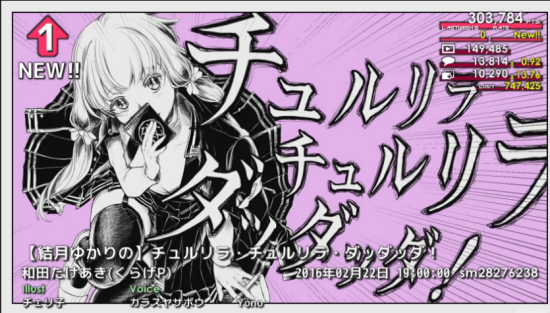 1
NEW!!
303,784
0 New!!
149,485
13,814 x 0.92
10,290 x 13.76
747,425
チュルリラ
チュルリラ
ダッダッダ!
【結月ゆかりの】チュルリラ・チュルリラ・ダッダッダ!
和田たけあき(くらげP)
2016年02月22日 19:00:00 sm28276238
Illust Voice
チェリ子 カラスヤサボウ Yono